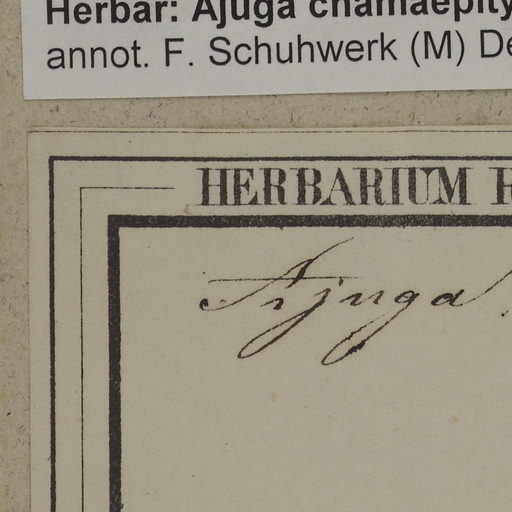 Herbar: Ajuga chamaepity
annot. F. Schuhwerk (M) De
HERBARIUM
Ajuga